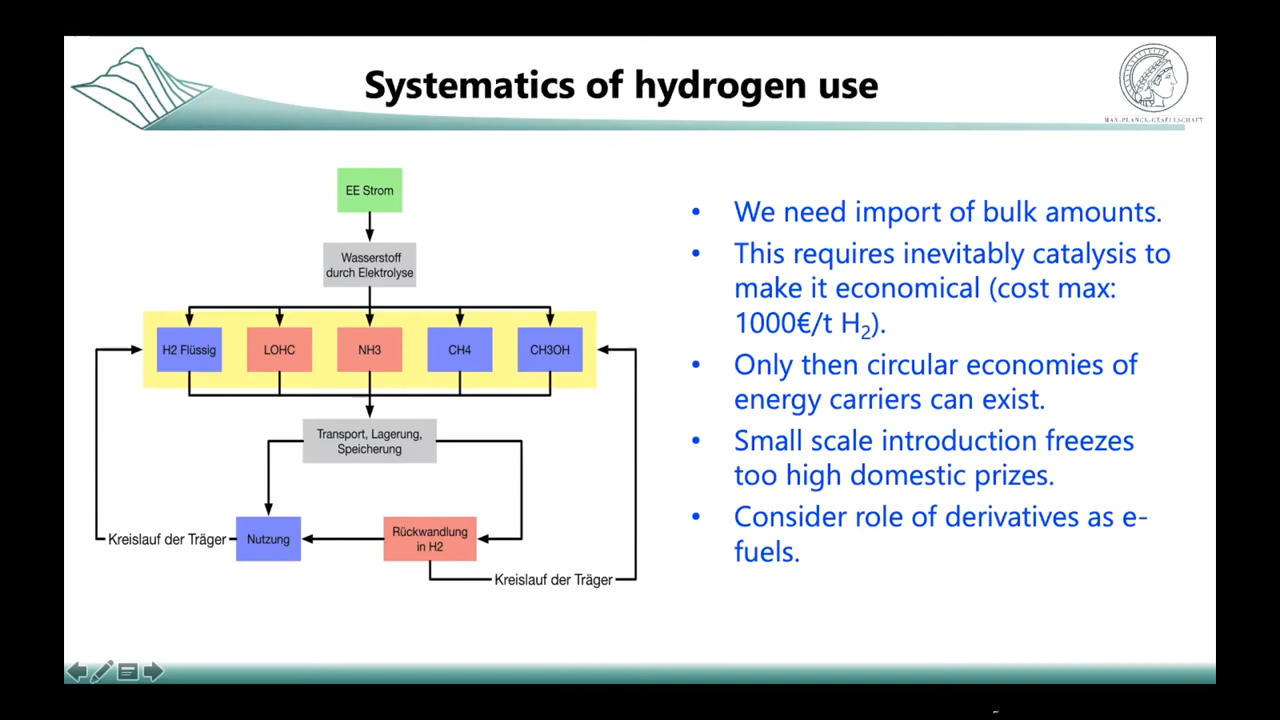 Systematics of hydrogen use
MAX-PLANCK-GESELLSCHAFT
EE Strom
Wasserstoff
durch Elektrolyse
H2 Flüssig
LOHC
NH3
CH4
CH3OH
Transport, Lagerung,
Speicherung
Kreislauf der Träger
Nutzung
Rückwandlung
in H2
Kreislauf der Träger
• We need import of bulk amounts.
• This requires inevitably catalysis to
make it economical (cost max:
1000€/t H₂).
• Only then circular economies of
energy carriers can exist.
• Small scale introduction freezes
too high domestic prizes.
• Consider role of derivatives as e-
fuels.